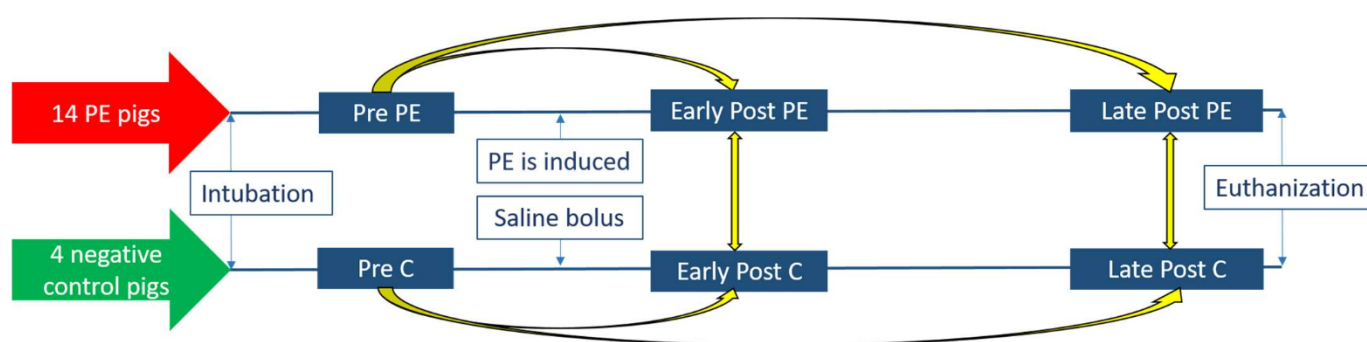 14 PE pigs
Pre PE
Early Post PE
Late Post PE
Intubation
PE is induced
Saline bolus
Euthanization
4 negative
control pigs
Pre C
Early Post C
Late Post C